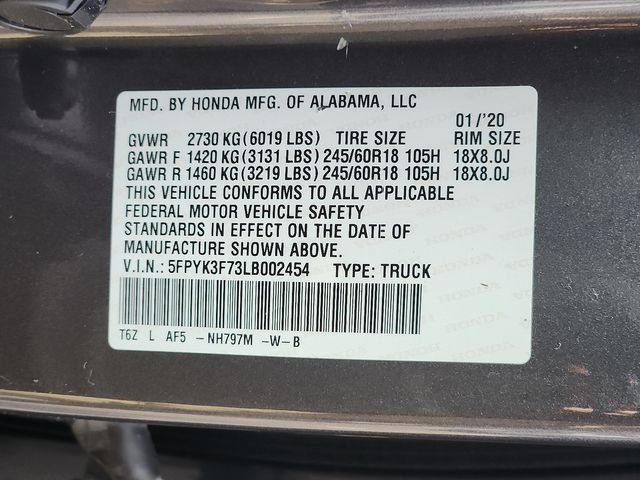 MFD. BY HONDA MFG. OF ALABAMA, LLC
01/'20
GVWR 2730 KG(6019 LBS) TIRE SIZE RIM SIZE
GAWR F 1420 KG(3131 LBS)245/60R18 105H 18X8.0J
GAWR R 1460 KG(3219 LBS)245/60R18 105H 18X8.0J
THIS VEHICLE CONFORMS TO ALL APPLICABLE
FEDERAL MOTOR VEHICLE SAFETY
STANDARDS IN EFFECT ON THE DATE OF
MANUFACTURE SHOWN ABOVE.
V.I.N.: 5FPYK3F73LB002454 TYPE: TRUCK
T6Z L AF5 -NH797M -W-B